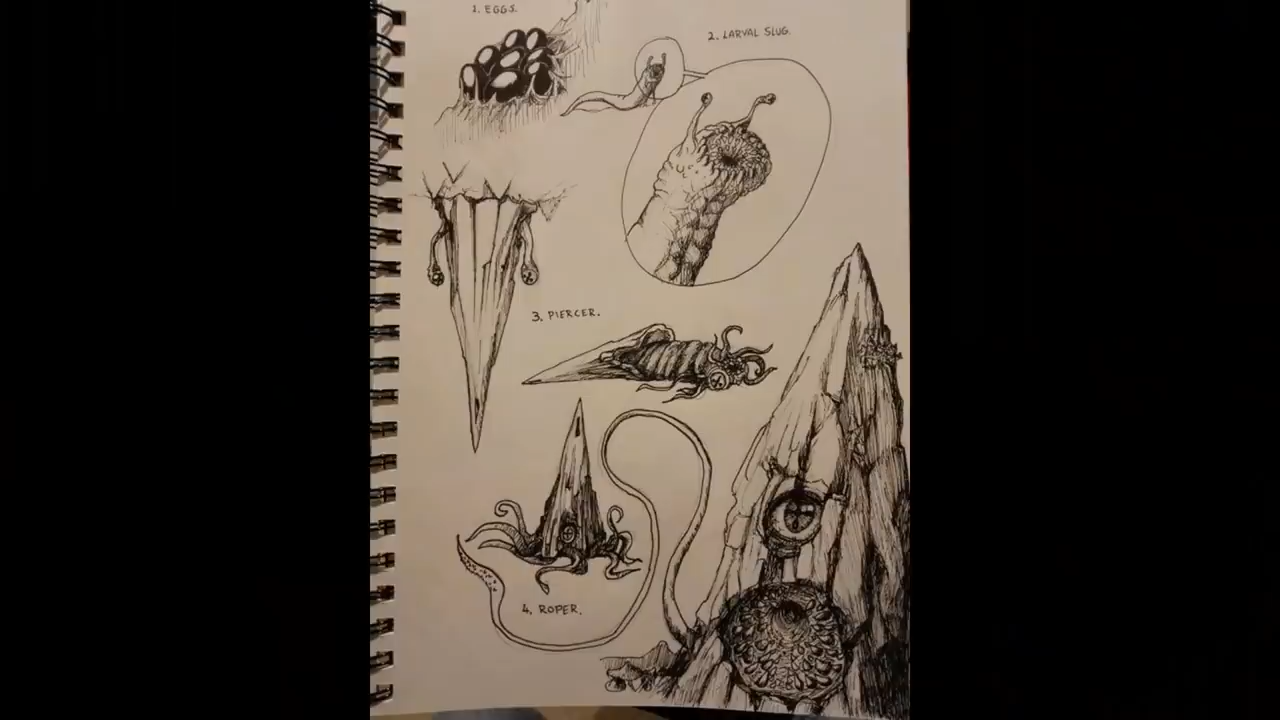 1. EGGS.
2. LARVAL SLUG.
3. PIERCER.
4. ROPER.